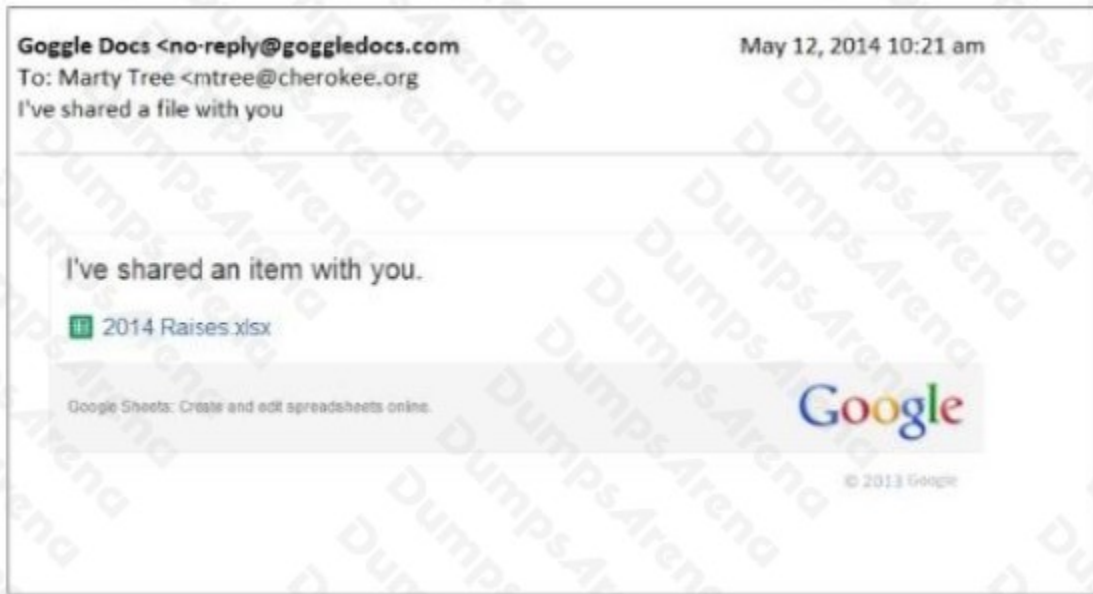 Goggle Docs <no-reply@goggledocs.com
May 12, 2014 10:21 am
To: Marty Tree <mtree@cherokee.org
I've shared a file with you
I've shared an item with you.
2014 Raises.xlsx
Google Sheets: Create and edit spreadsheets online.
Google
© 2013 Google
DumpsArena